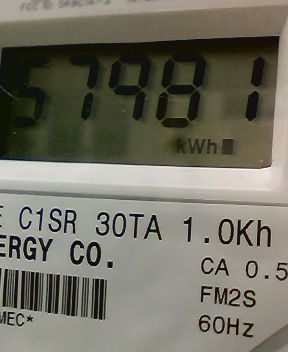 57981
kWh
E C1SR 30TA 1.0Kh
ERGY CO.
CA 0.5
FM2S
MEC*
60Hz